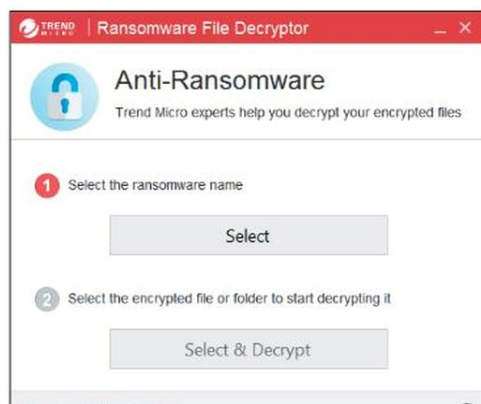 TREND MICRO | Ransomware File Decryptor
Anti-Ransomware
Trend Micro experts help you decrypt your encrypted files
1 Select the ransomware name
Select
2 Select the encrypted file or folder to start decrypting it
Select & Decrypt